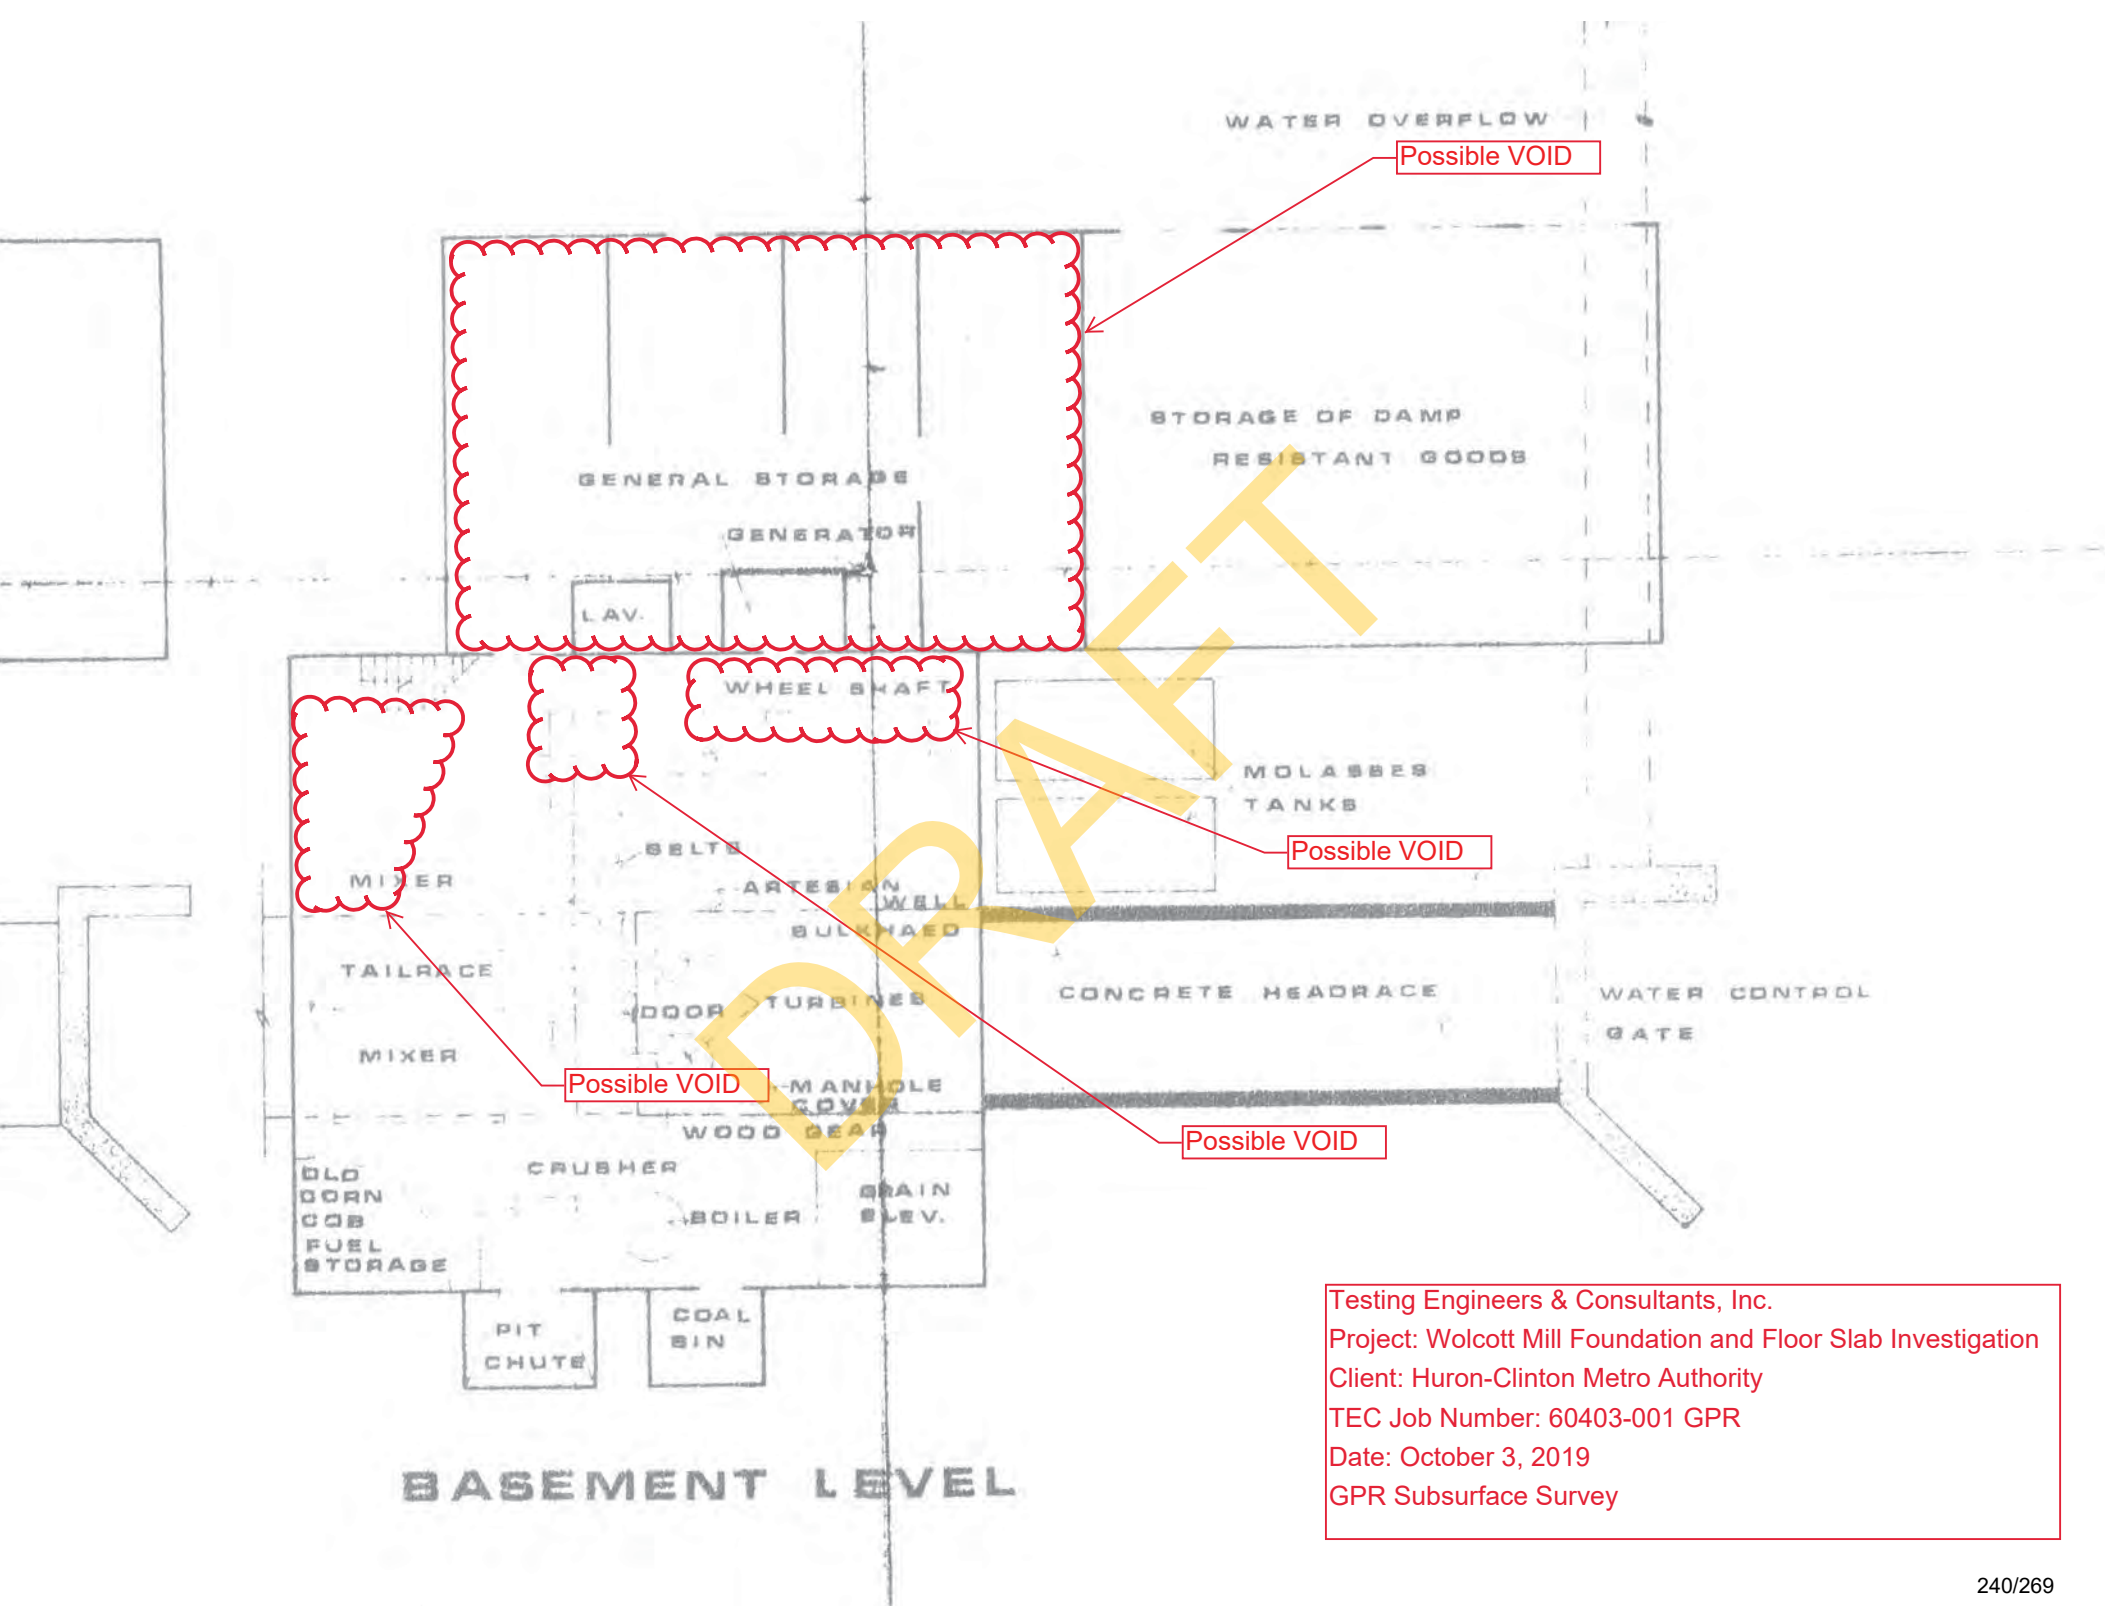 WATER OVERFLOW
Possible VOID
STORAGE OF DAMP
RESISTANT GOODS
GENERAL STORAGE
GENERATOR
LAV.
WHEEL SHAFT
MOLASSES
TANKS
Possible VOID
BELTS
MIXER
ARTESIAN
WELL
BULKHAED
TAILRACE
DOOR
TURBINES
CONCRETE HEADRACE
WATER CONTROL
GATE
MIXER
Possible VOID
MANHOLE
COVER
WOOD GEAR
Possible VOID
CRUSHER
OLD
CORN
COB
FUEL
STORAGE
BOILER
GRAIN
ELEV.
PIT
CHUTE
COAL
BIN
DRAFT
BASEMENT LEVEL
Testing Engineers & Consultants, Inc.
Project: Wolcott Mill Foundation and Floor Slab Investigation
Client: Huron-Clinton Metro Authority
TEC Job Number: 60403-001 GPR
Date: October 3, 2019
GPR Subsurface Survey
240/269